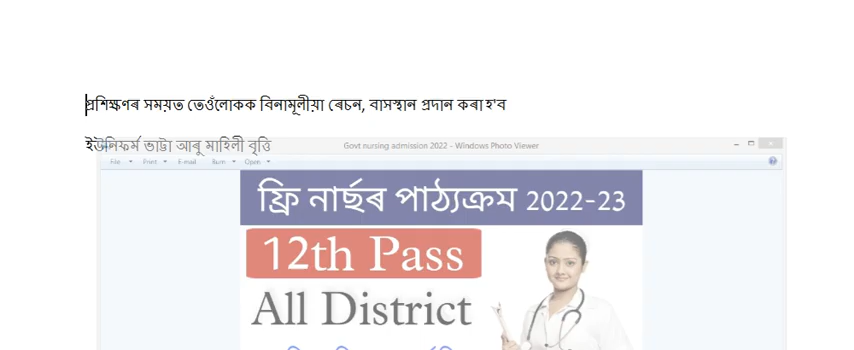 প্ৰশিক্ষণৰ সময়ত তেওঁলোকক বিনামূলীয়া ৰেচন, বাসস্থান প্ৰদান কৰা হ'ব
ইউনিফৰ্ম ভাট্টা আৰু মাহিলী বৃত্তি
Govt nursing admission 2022 - Windows Photo Viewer
File Print E-mail Burn Open
ফ্ৰি নাৰ্ছৰ পাঠ্যক্ৰম 2022-23
12th Pass
All District